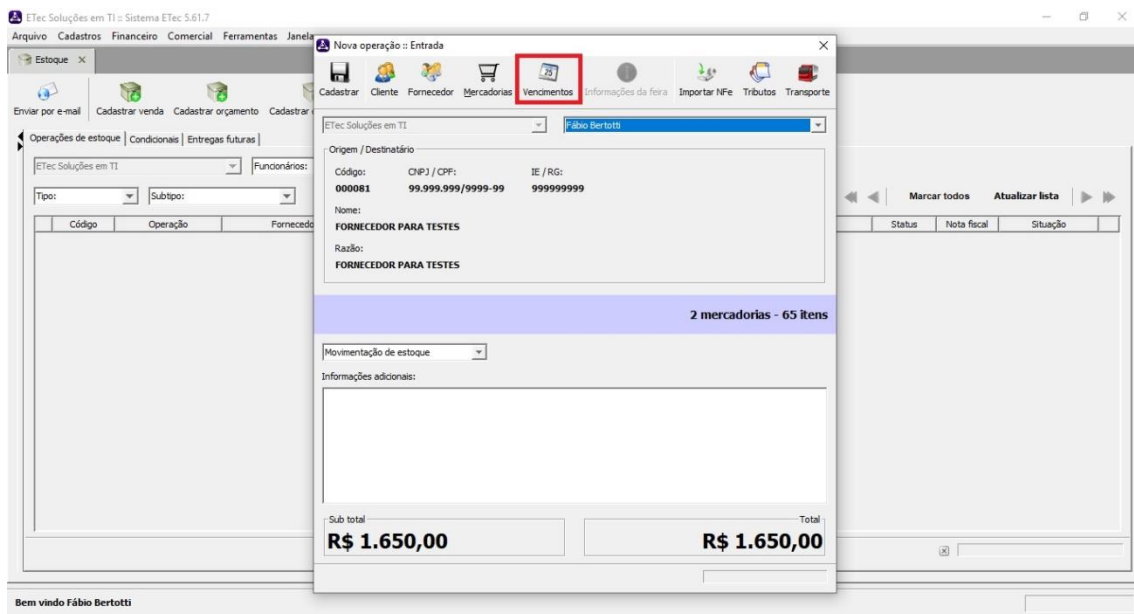 ETec Soluções em TI :: Sistema ETec 5.61.7
Arquivo Cadastros Financeiro Comercial Ferramentas Janela
Estoque
Enviar por e-mail Cadastrar venda Cadastrar orçamento Cadastrar
Operações de estoque Condicionais Entregas futuras
ETec Soluções em TI Funcionários:
Tipo: Subtipo:
Marcar todos Atualizar lista
Código Operação Fornecedo
Status Nota fiscal Situação
Nova operação :: Entrada
Cadastrar Cliente Fornecedor Mercadorias Vencimentos Informações da feira Importar NFe Tributos Transporte
ETec Soluções em TI Fábio Bertotti
Origem / Destinatário
Código: CNPJ / CPF: IE / RG:
000081 99.999.999/9999-99 999999999
Nome:
FORNECEDOR PARA TESTES
Razão:
FORNECEDOR PARA TESTES
2 mercadorias - 65 itens
Movimentação de estoque
Informações adicionais:
Sub total Total
R$ 1.650,00 R$ 1.650,00
Bem vindo Fábio Bertotti